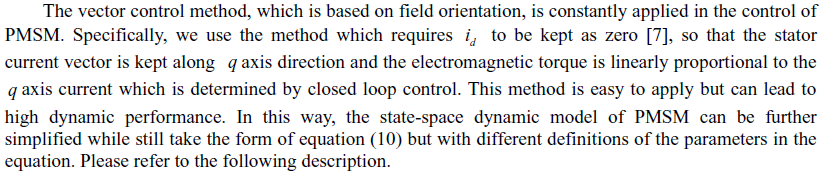 The vector control method, which is based on field orientation, is constantly applied in the control of
PMSM. Specifically, we use the method which requires i_d to be kept as zero [7], so that the stator
current vector is kept along q axis direction and the electromagnetic torque is linearly proportional to the
q axis current which is determined by closed loop control. This method is easy to apply but can lead to
high dynamic performance. In this way, the state-space dynamic model of PMSM can be further
simplified while still take the form of equation (10) but with different definitions of the parameters in the
equation. Please refer to the following description.